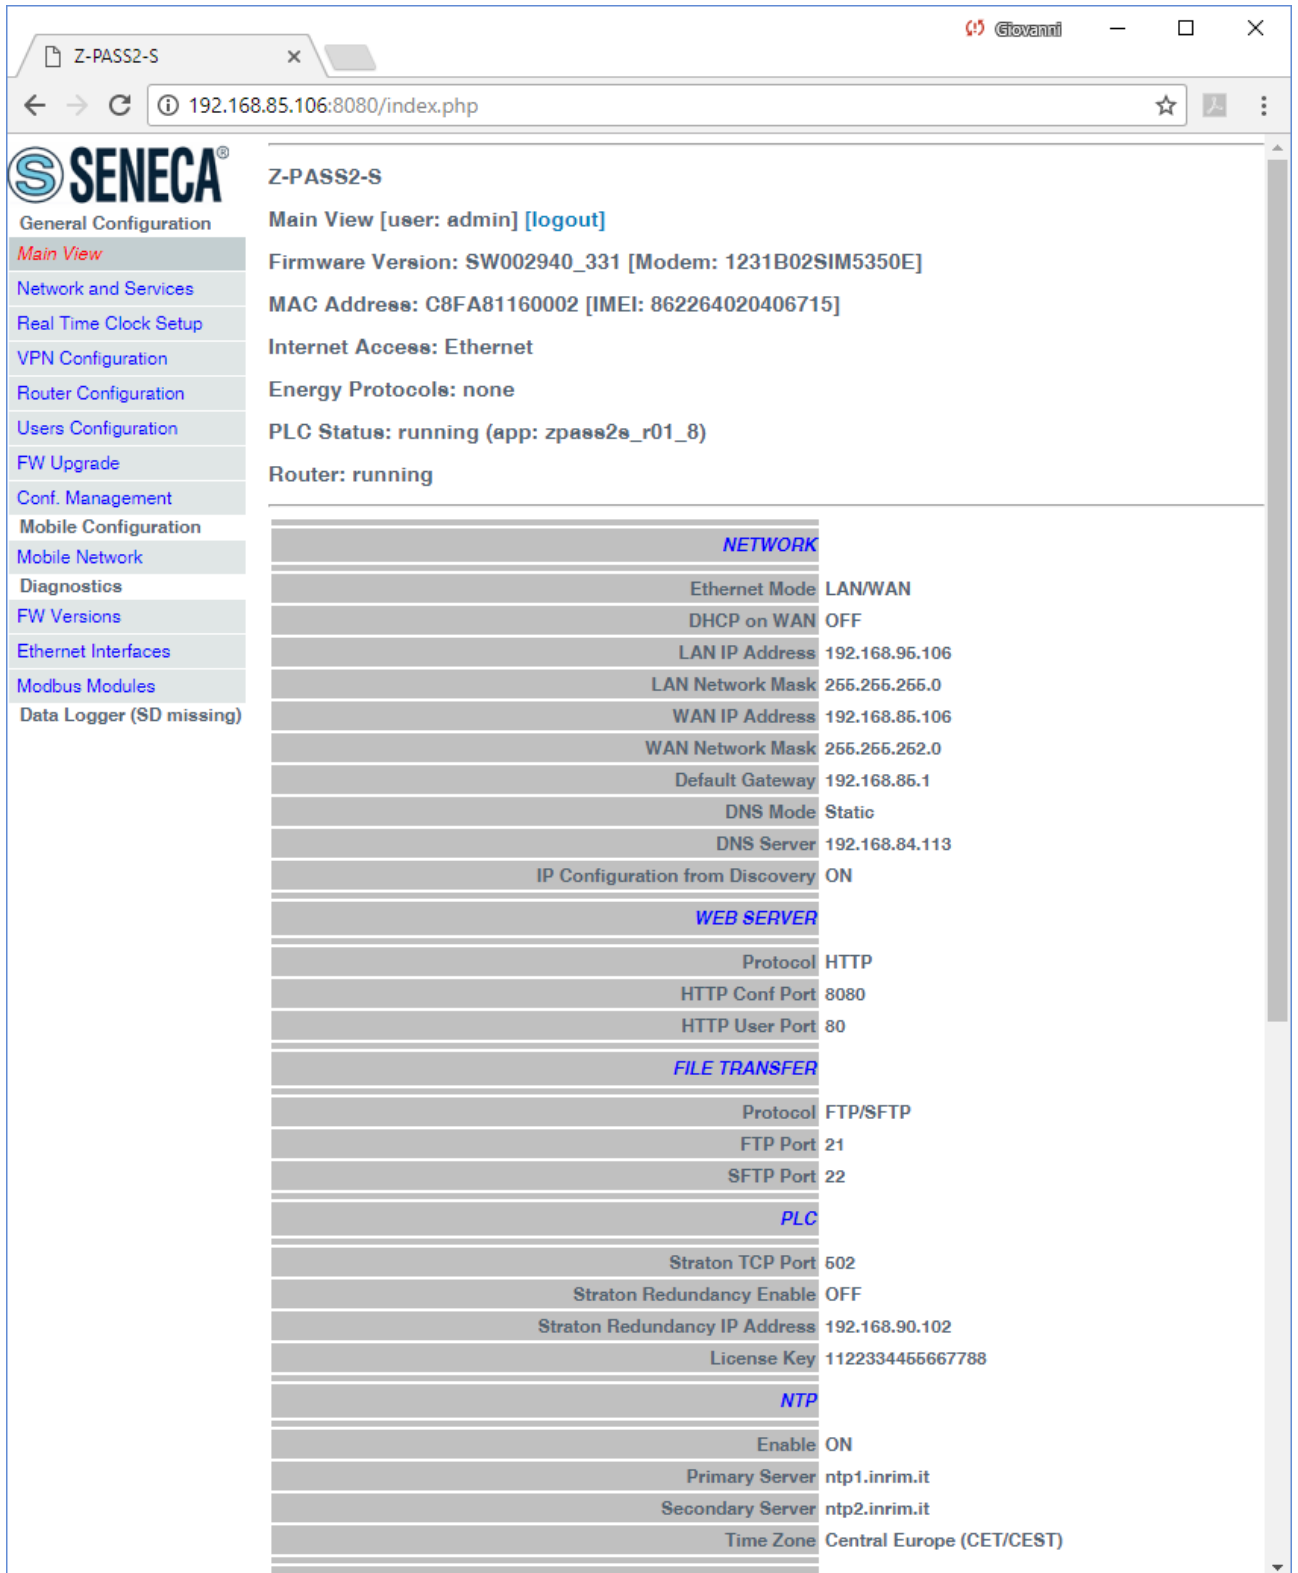 Giovanni
Z-PASS2-S
192.168.85.106:8080/index.php
SENECA®
General Configuration
Main View
Network and Services
Real Time Clock Setup
VPN Configuration
Router Configuration
Users Configuration
FW Upgrade
Conf. Management
Mobile Configuration
Mobile Network
Diagnostics
FW Versions
Ethernet Interfaces
Modbus Modules
Data Logger (SD missing)
Z-PASS2-S
Main View [user: admin] [logout]
Firmware Version: SW002940_331 [Modem: 1231B02SIM5350E]
MAC Address: C8FA81160002 [IMEI: 862264020406715]
Internet Access: Ethernet
Energy Protocols: none
PLC Status: running (app: zpass2s_r01_8)
Router: running
NETWORK
Ethernet Mode LAN/WAN
DHCP on WAN OFF
LAN IP Address 192.168.95.106
LAN Network Mask 255.255.255.0
WAN IP Address 192.168.85.106
WAN Network Mask 255.255.252.0
Default Gateway 192.168.85.1
DNS Mode Static
DNS Server 192.168.84.113
IP Configuration from Discovery ON
WEB SERVER
Protocol HTTP
HTTP Conf Port 8080
HTTP User Port 80
FILE TRANSFER
Protocol FTP/SFTP
FTP Port 21
SFTP Port 22
PLC
Straton TCP Port 502
Straton Redundancy Enable OFF
Straton Redundancy IP Address 192.168.90.102
License Key 1122334455667788
NTP
Enable ON
Primary Server ntp1.inrim.it
Secondary Server ntp2.inrim.it
Time Zone Central Europe (CET/CEST)